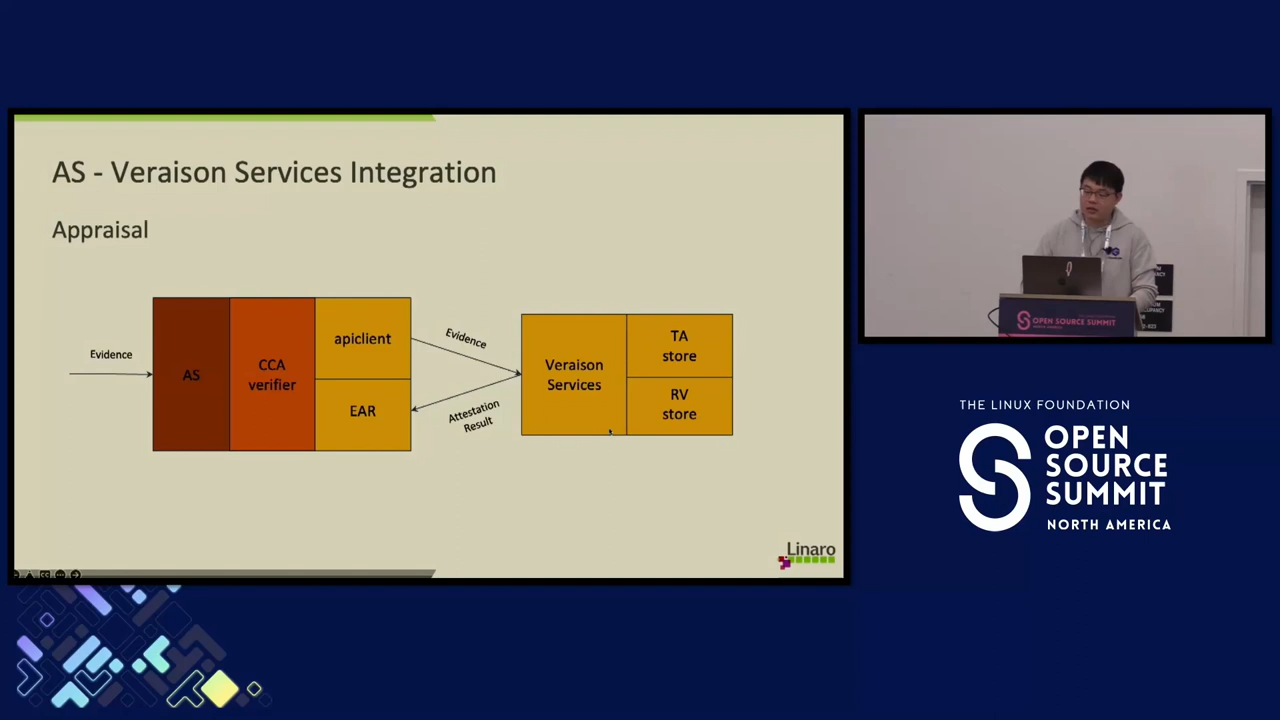 AS - Veraison Services Integration
Appraisal
Evidence
AS
CCA
verifier
apiclient
EAR
Evidence
Attestation
Result
Veraison
Services
TA
store
RV
store
Linaro
OPEN SOURCE SUMMIT
THE LINUX FOUNDATION
OPEN
SOURCE
SUMMIT
NORTH AMERICA